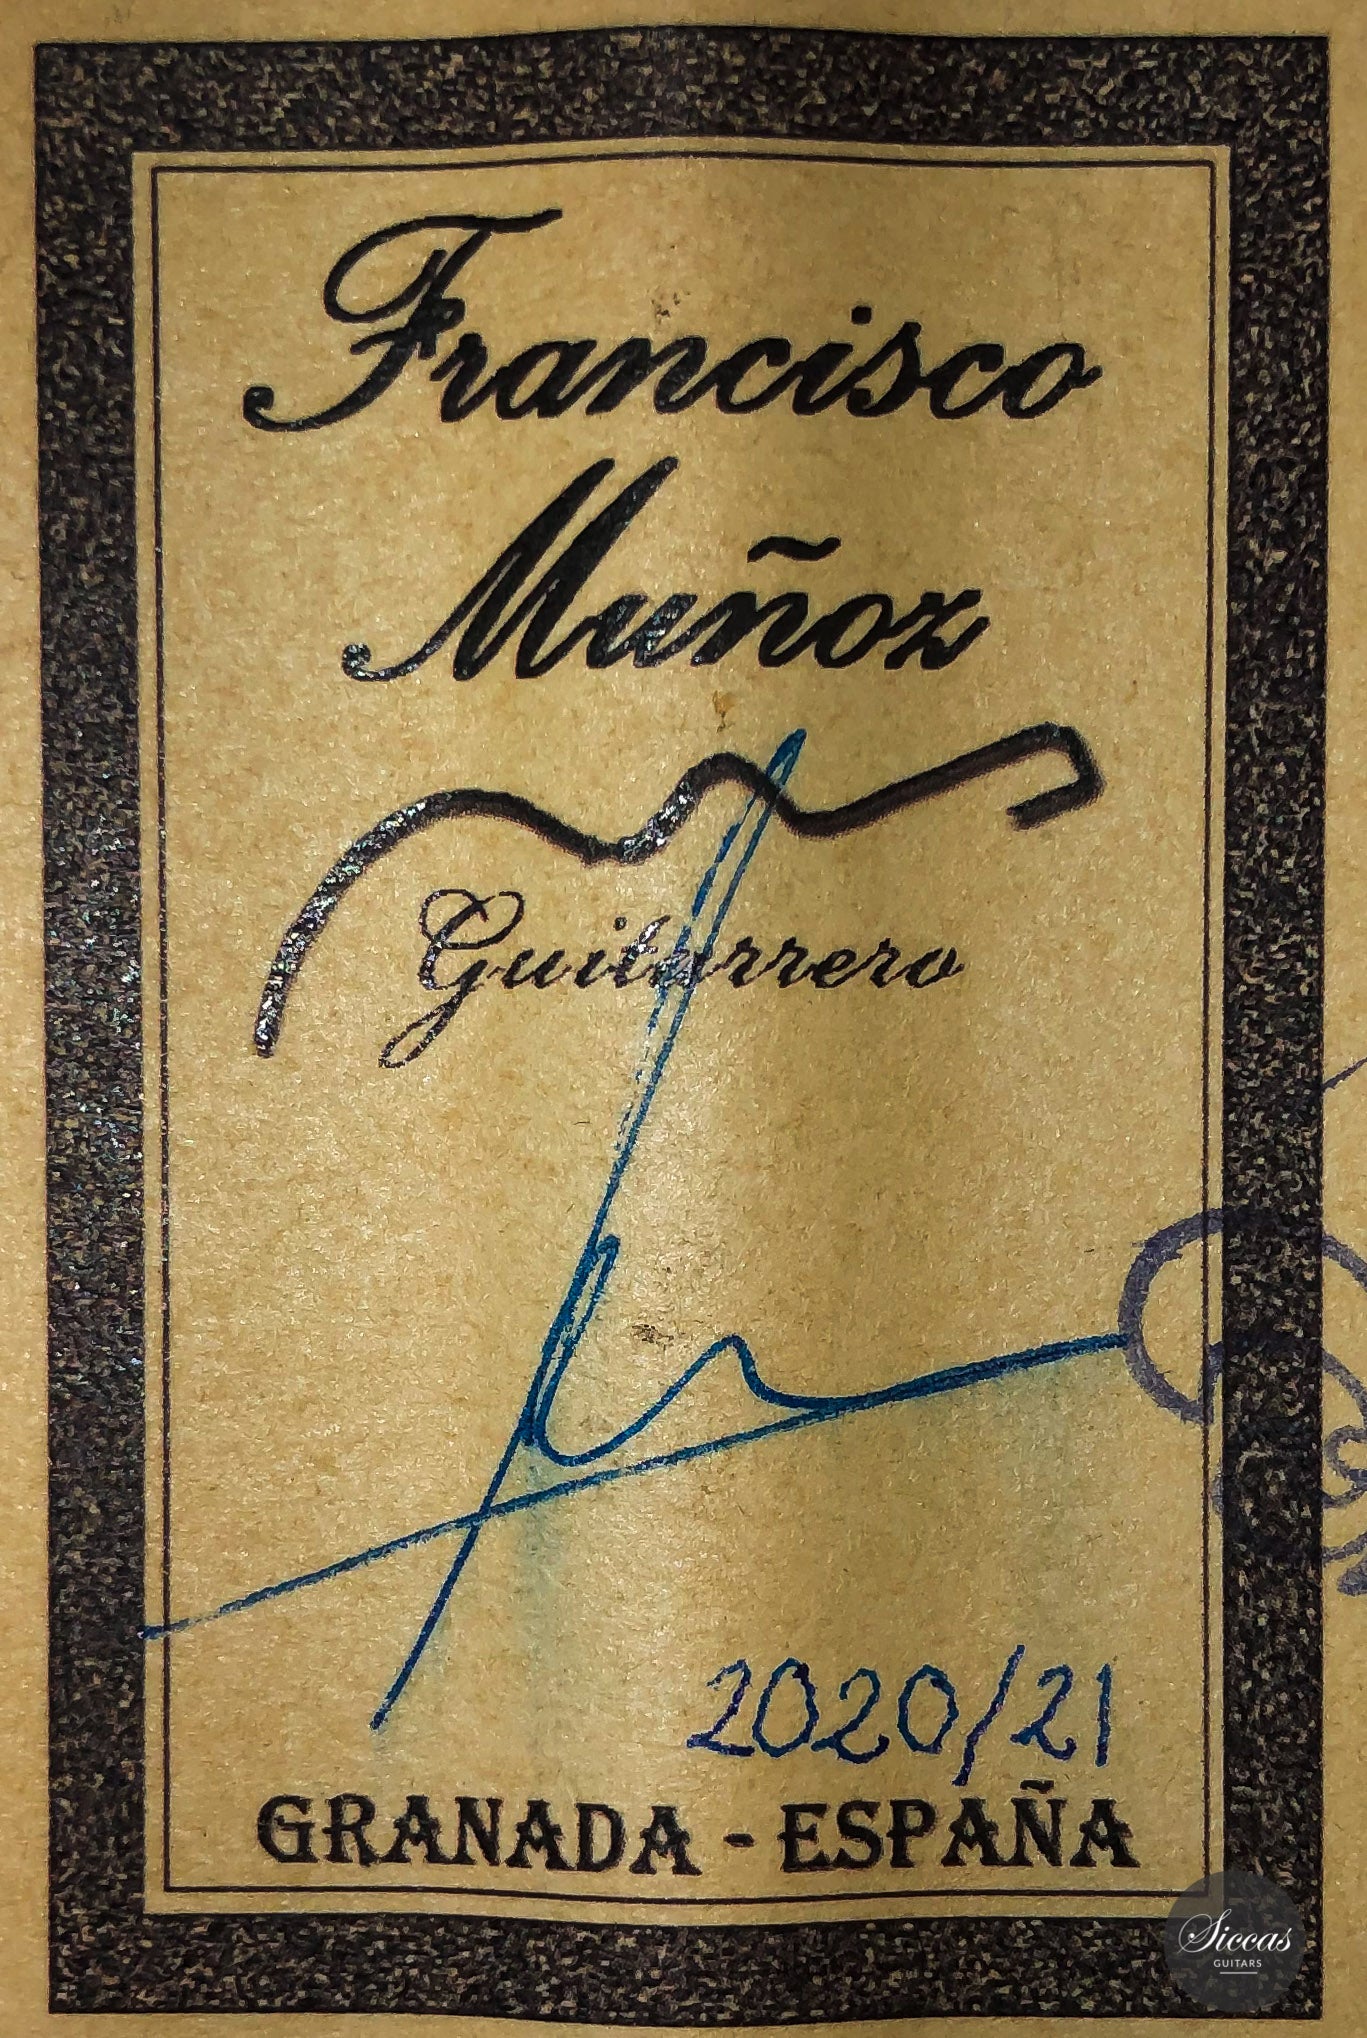 Francisco
Muñoz
Guitarrero
2020/21
GRANADA - ESPAÑA
Siccas
GUITARS